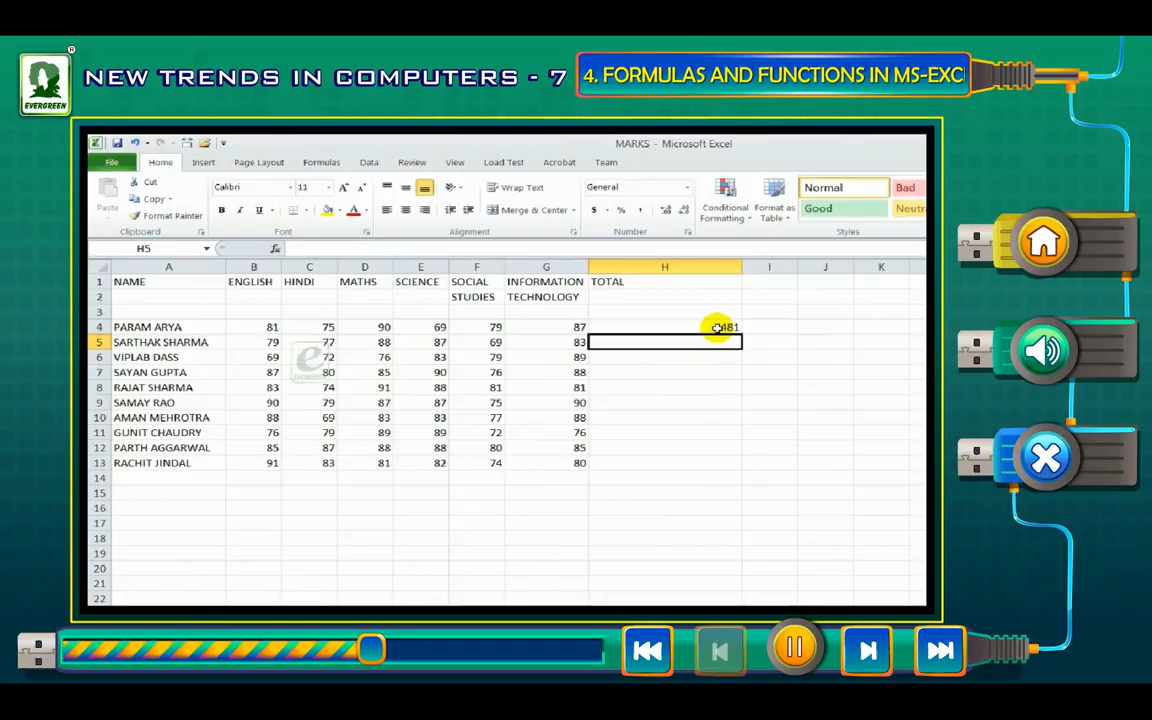 EVERGREEN
®
NEW TRENDS IN COMPUTERS - 7
4. FORMULAS AND FUNCTIONS IN MS-EXC
MARKS - Microsoft Excel
File Home Insert Page Layout Formulas Data Review View Load Test Acrobat Team
Paste
Cut
Copy
Format Painter
Clipboard
Calibri 11
B I U
Font
Wrap Text
Merge & Center
Alignment
General
$ % ,
Number
Conditional Formatting
Format as Table
Normal Bad
Good Neutr
Styles
H5 fx
A B C D E F G H I J K
1 NAME ENGLISH HINDI MATHS SCIENCE SOCIAL INFORMATION TOTAL
2 STUDIES TECHNOLOGY
3
4 PARAM ARYA 81 75 90 69 79 87 481
5 SARTHAK SHARMA 79 77 88 87 69 83
6 VIPLAB DASS 69 72 76 83 79 89
7 SAYAN GUPTA 87 80 85 90 76 88
8 RAJAT SHARMA 83 74 91 88 81 81
9 SAMAY RAO 90 79 87 87 75 90
10 AMAN MEHROTRA 88 69 83 83 77 88
11 GUNIT CHAUDRY 76 79 89 89 72 76
12 PARTH AGGARWAL 85 87 88 88 80 85
13 RACHIT JINDAL 91 83 81 82 74 80
14
15
16
17
18
19
20
21
22